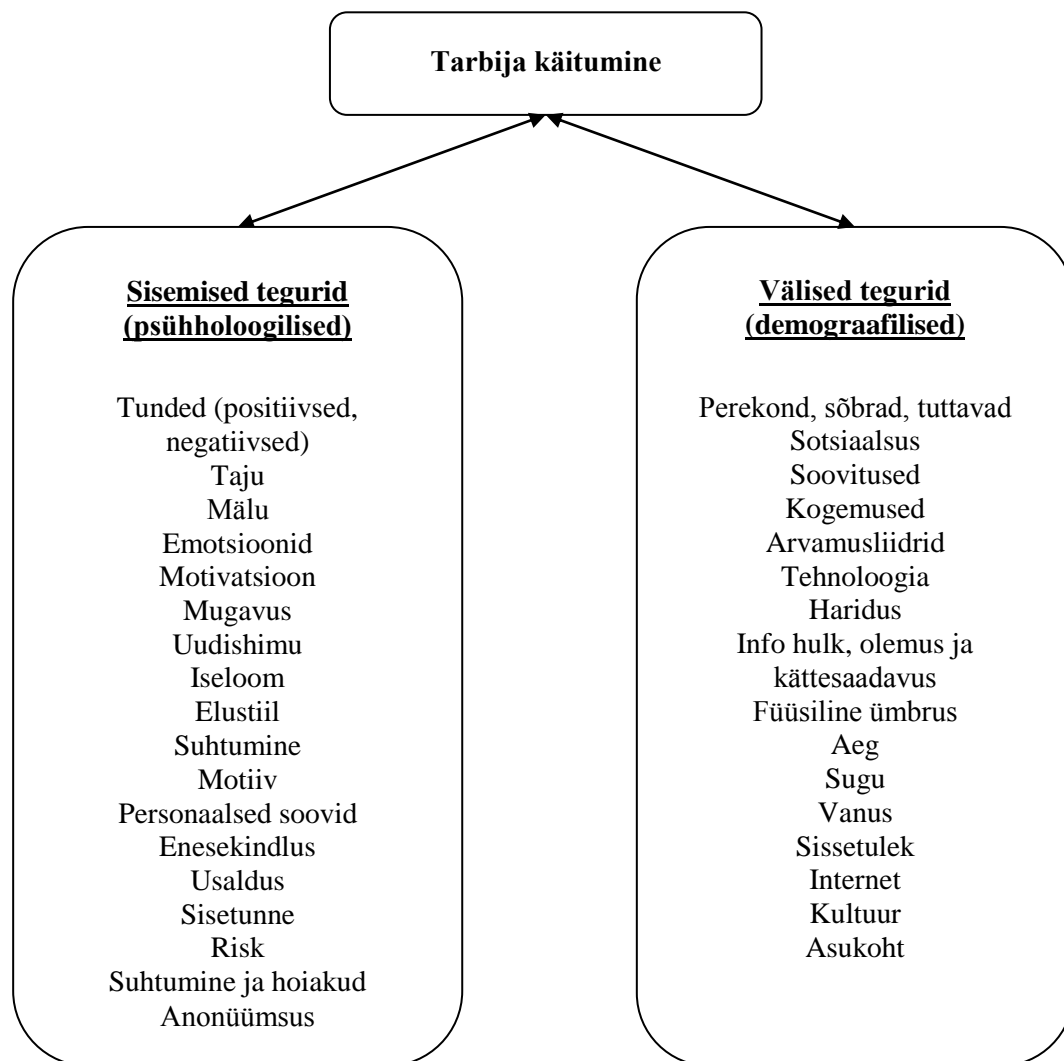 Tarbija käitumine
Sisemised tegurid
(psühholoogilised)
Tunded (positiivsed,
negatiivsed)
Taju
Mälu
Emotsioonid
Motivatsioon
Mugavus
Uudishimu
Iseloom
Elustiil
Suhtumine
Motiiv
Personaalsed soovid
Enesekindlus
Usaldus
Sisetunne
Risk
Suhtumine ja hoiakud
Anonüümsus
Välised tegurid
(demograafilised)
Perekond, sõbrad, tuttavad
Sotsiaalsus
Soovitused
Kogemused
Arvamusliidrid
Tehnoloogia
Haridus
Info hulk, olemus ja
kättesaadavus
Füüsiline ümbrus
Aeg
Sugu
Vanus
Sissetulek
Internet
Kultuur
Asukoht